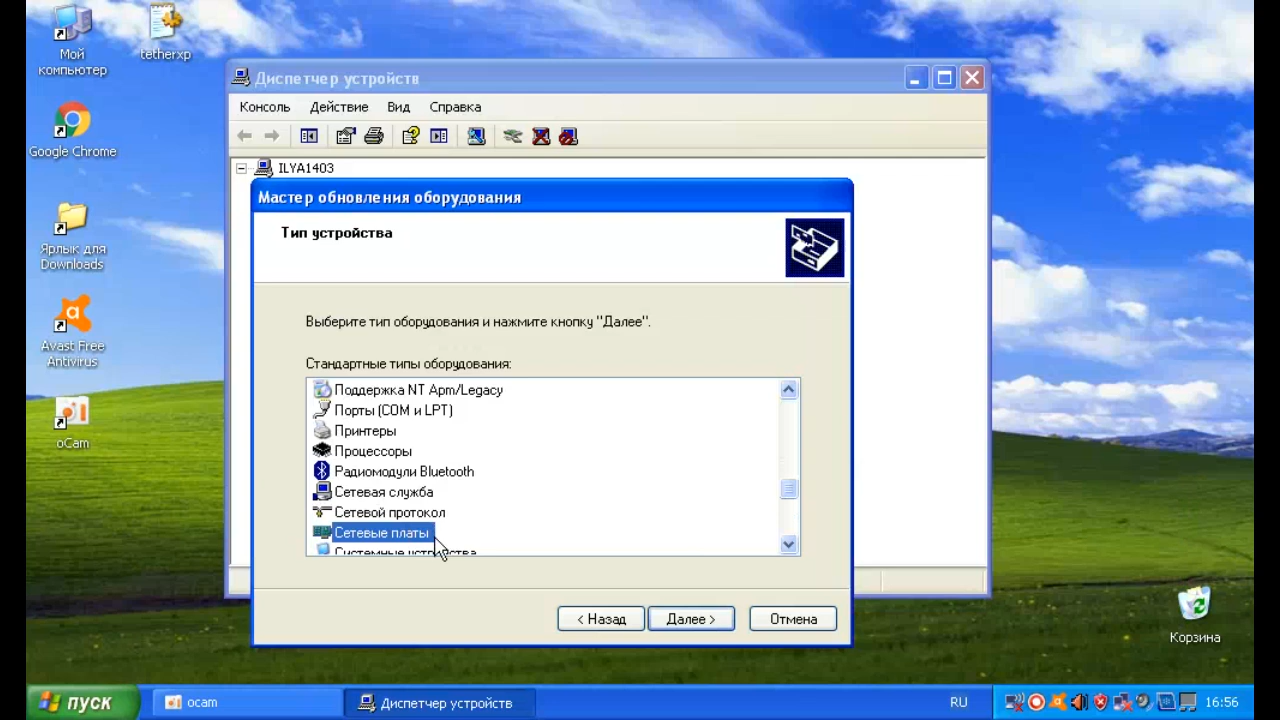 Мой
компьютер
tetherxp
Google Chrome
Ярлык для
Downloads
Avast Free
Antivirus
oCam
Корзина
Диспетчер устройств
Консоль Действие Вид Справка
ILYA1403
Мастер обновления оборудования
Тип устройства
Выберите тип оборудования и нажмите кнопку "Далее".
Стандартные типы оборудования:
Поддержка NT Apm/Legacy
Порты (COM и LPT)
Принтеры
Процессоры
Радиомодули Bluetooth
Сетевая служба
Сетевой протокол
Сетевые платы
Системные устройства
< Назад Далее > Отмена
пуск ocam Диспетчер устройств RU 16:56